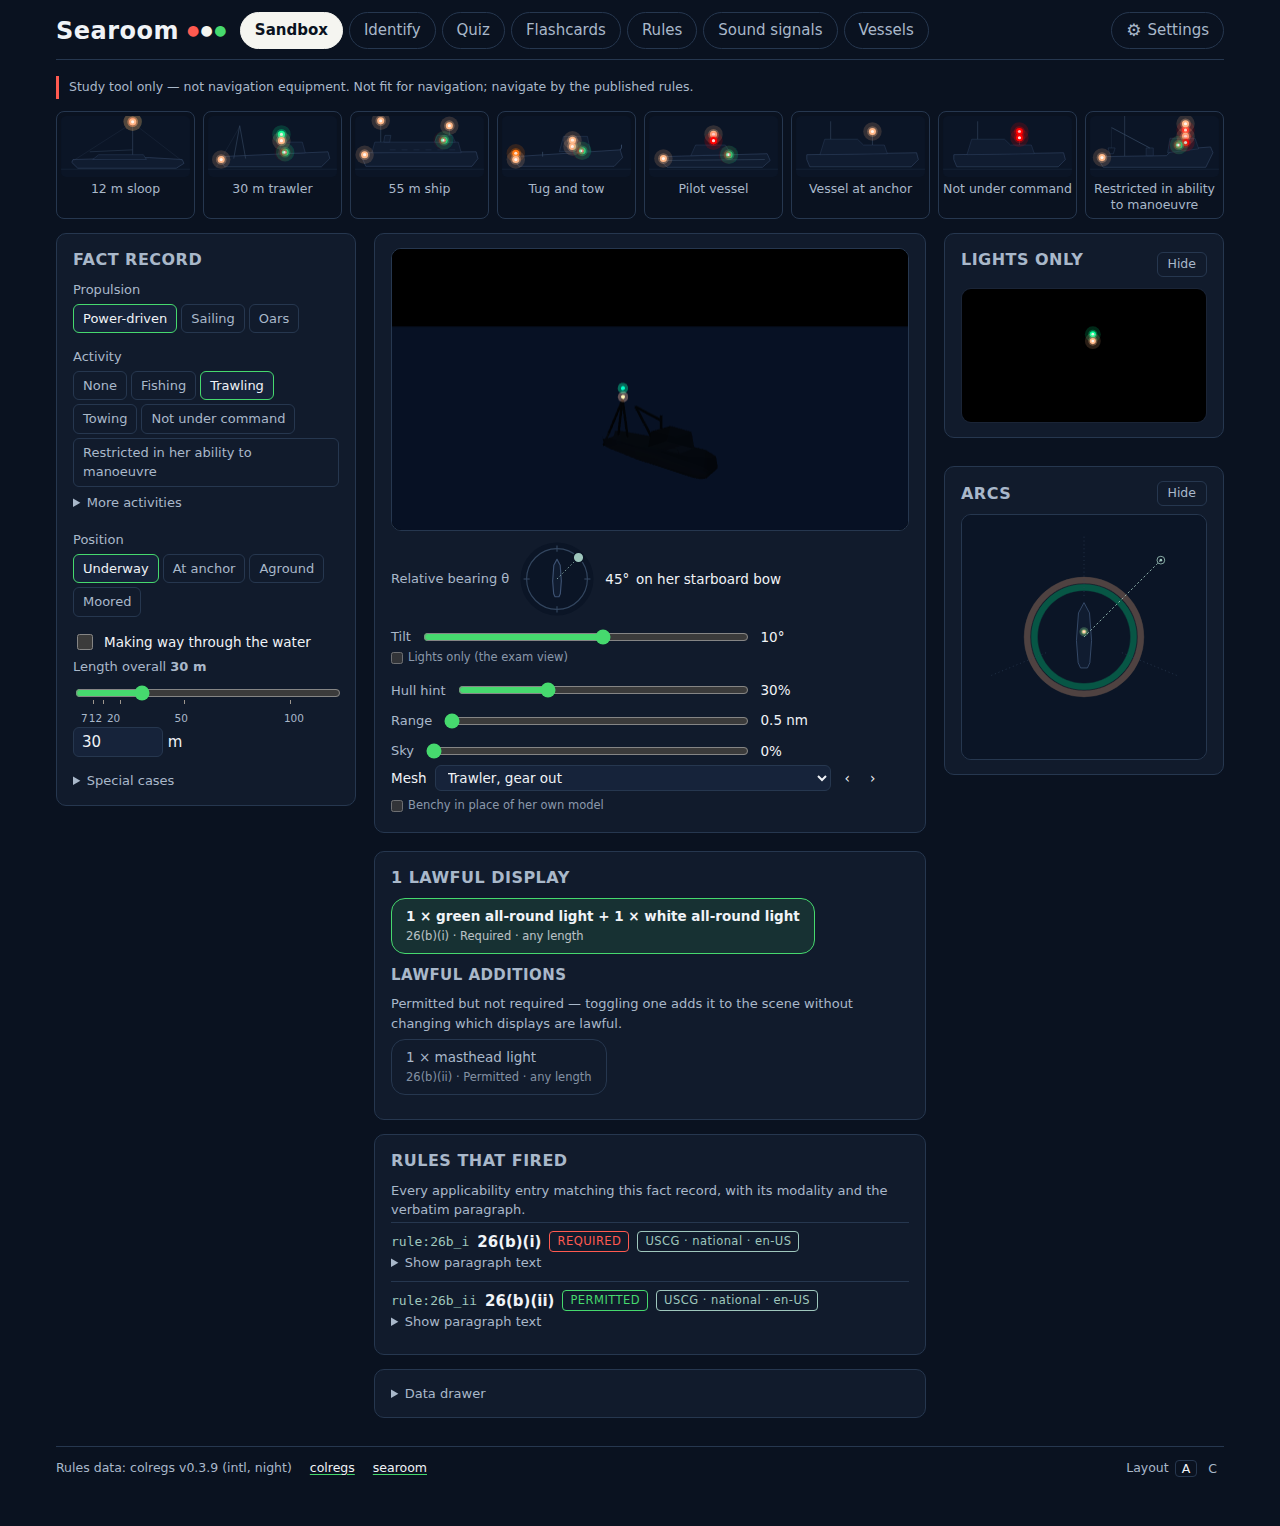 Searoom
Sandbox
Identify
Quiz
Flashcards
Rules
Sound signals
Vessels
⚙ Settings
Study tool only — not navigation equipment. Not fit for navigation; navigate by the published rules.
12 m sloop
30 m trawler
55 m ship
Tug and tow
Pilot vessel
Vessel at anchor
Not under command
Restricted in ability
to manoeuvre
FACT RECORD
Propulsion
Power-driven
Sailing
Oars
Activity
None
Fishing
Trawling
Towing
Not under command
Restricted in her ability to
manoeuvre
▶ More activities
Position
Underway
At anchor
Aground
Moored
Making way through the water
Length overall 30 m
7 12 20 50 100
30 m
▶ Special cases
Relative bearing θ
45° on her starboard bow
Tilt
10°
Lights only (the exam view)
Hull hint
30%
Range
0.5 nm
Sky
0%
Mesh
Trawler, gear out
‹ ›
Benchy in place of her own model
1 LAWFUL DISPLAY
1 × green all-round light + 1 × white all-round light
26(b)(i) · Required · any length
LAWFUL ADDITIONS
Permitted but not required — toggling one adds it to the scene without
changing which displays are lawful.
1 × masthead light
26(b)(ii) · Permitted · any length
RULES THAT FIRED
Every applicability entry matching this fact record, with its modality and the
verbatim paragraph.
rule:26b_i 26(b)(i) REQUIRED USCG · national · en-US
▶ Show paragraph text
rule:26b_ii 26(b)(ii) PERMITTED USCG · national · en-US
▶ Show paragraph text
▶ Data drawer
LIGHTS ONLY
Hide
ARCS
Hide
Rules data: colregs v0.3.9 (intl, night) colregs searoom
Layout A C